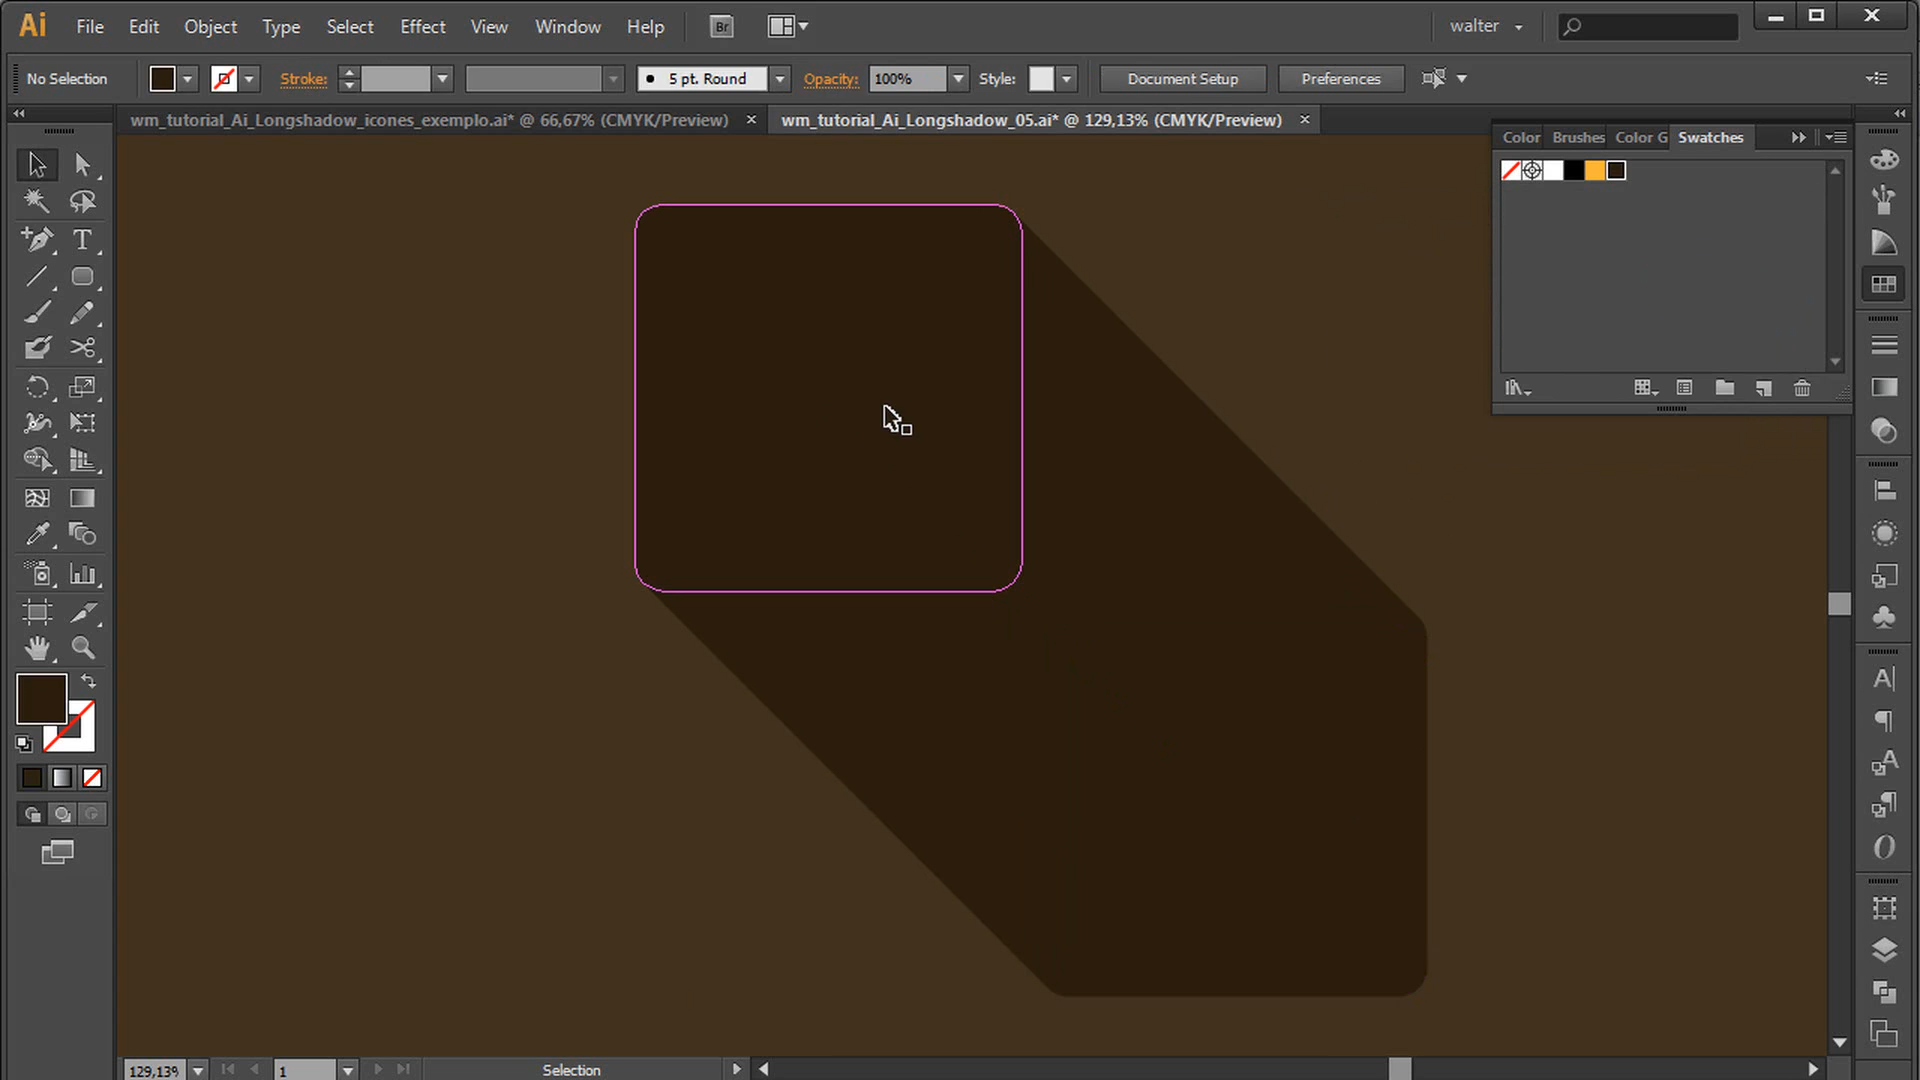 Ai File Edit Object Type Select Effect View Window Help Br walter
No Selection Stroke: 5 pt. Round Opacity: 100% Style: Document Setup Preferences
wm_tutorial_Ai_Longshadow_icones_exemplo.ai* @ 66,67% (CMYK/Preview) wm_tutorial_Ai_Longshadow_05.ai* @ 129,13% (CMYK/Preview)
Color Brushes Color G Swatches
129,13% 1 Selection